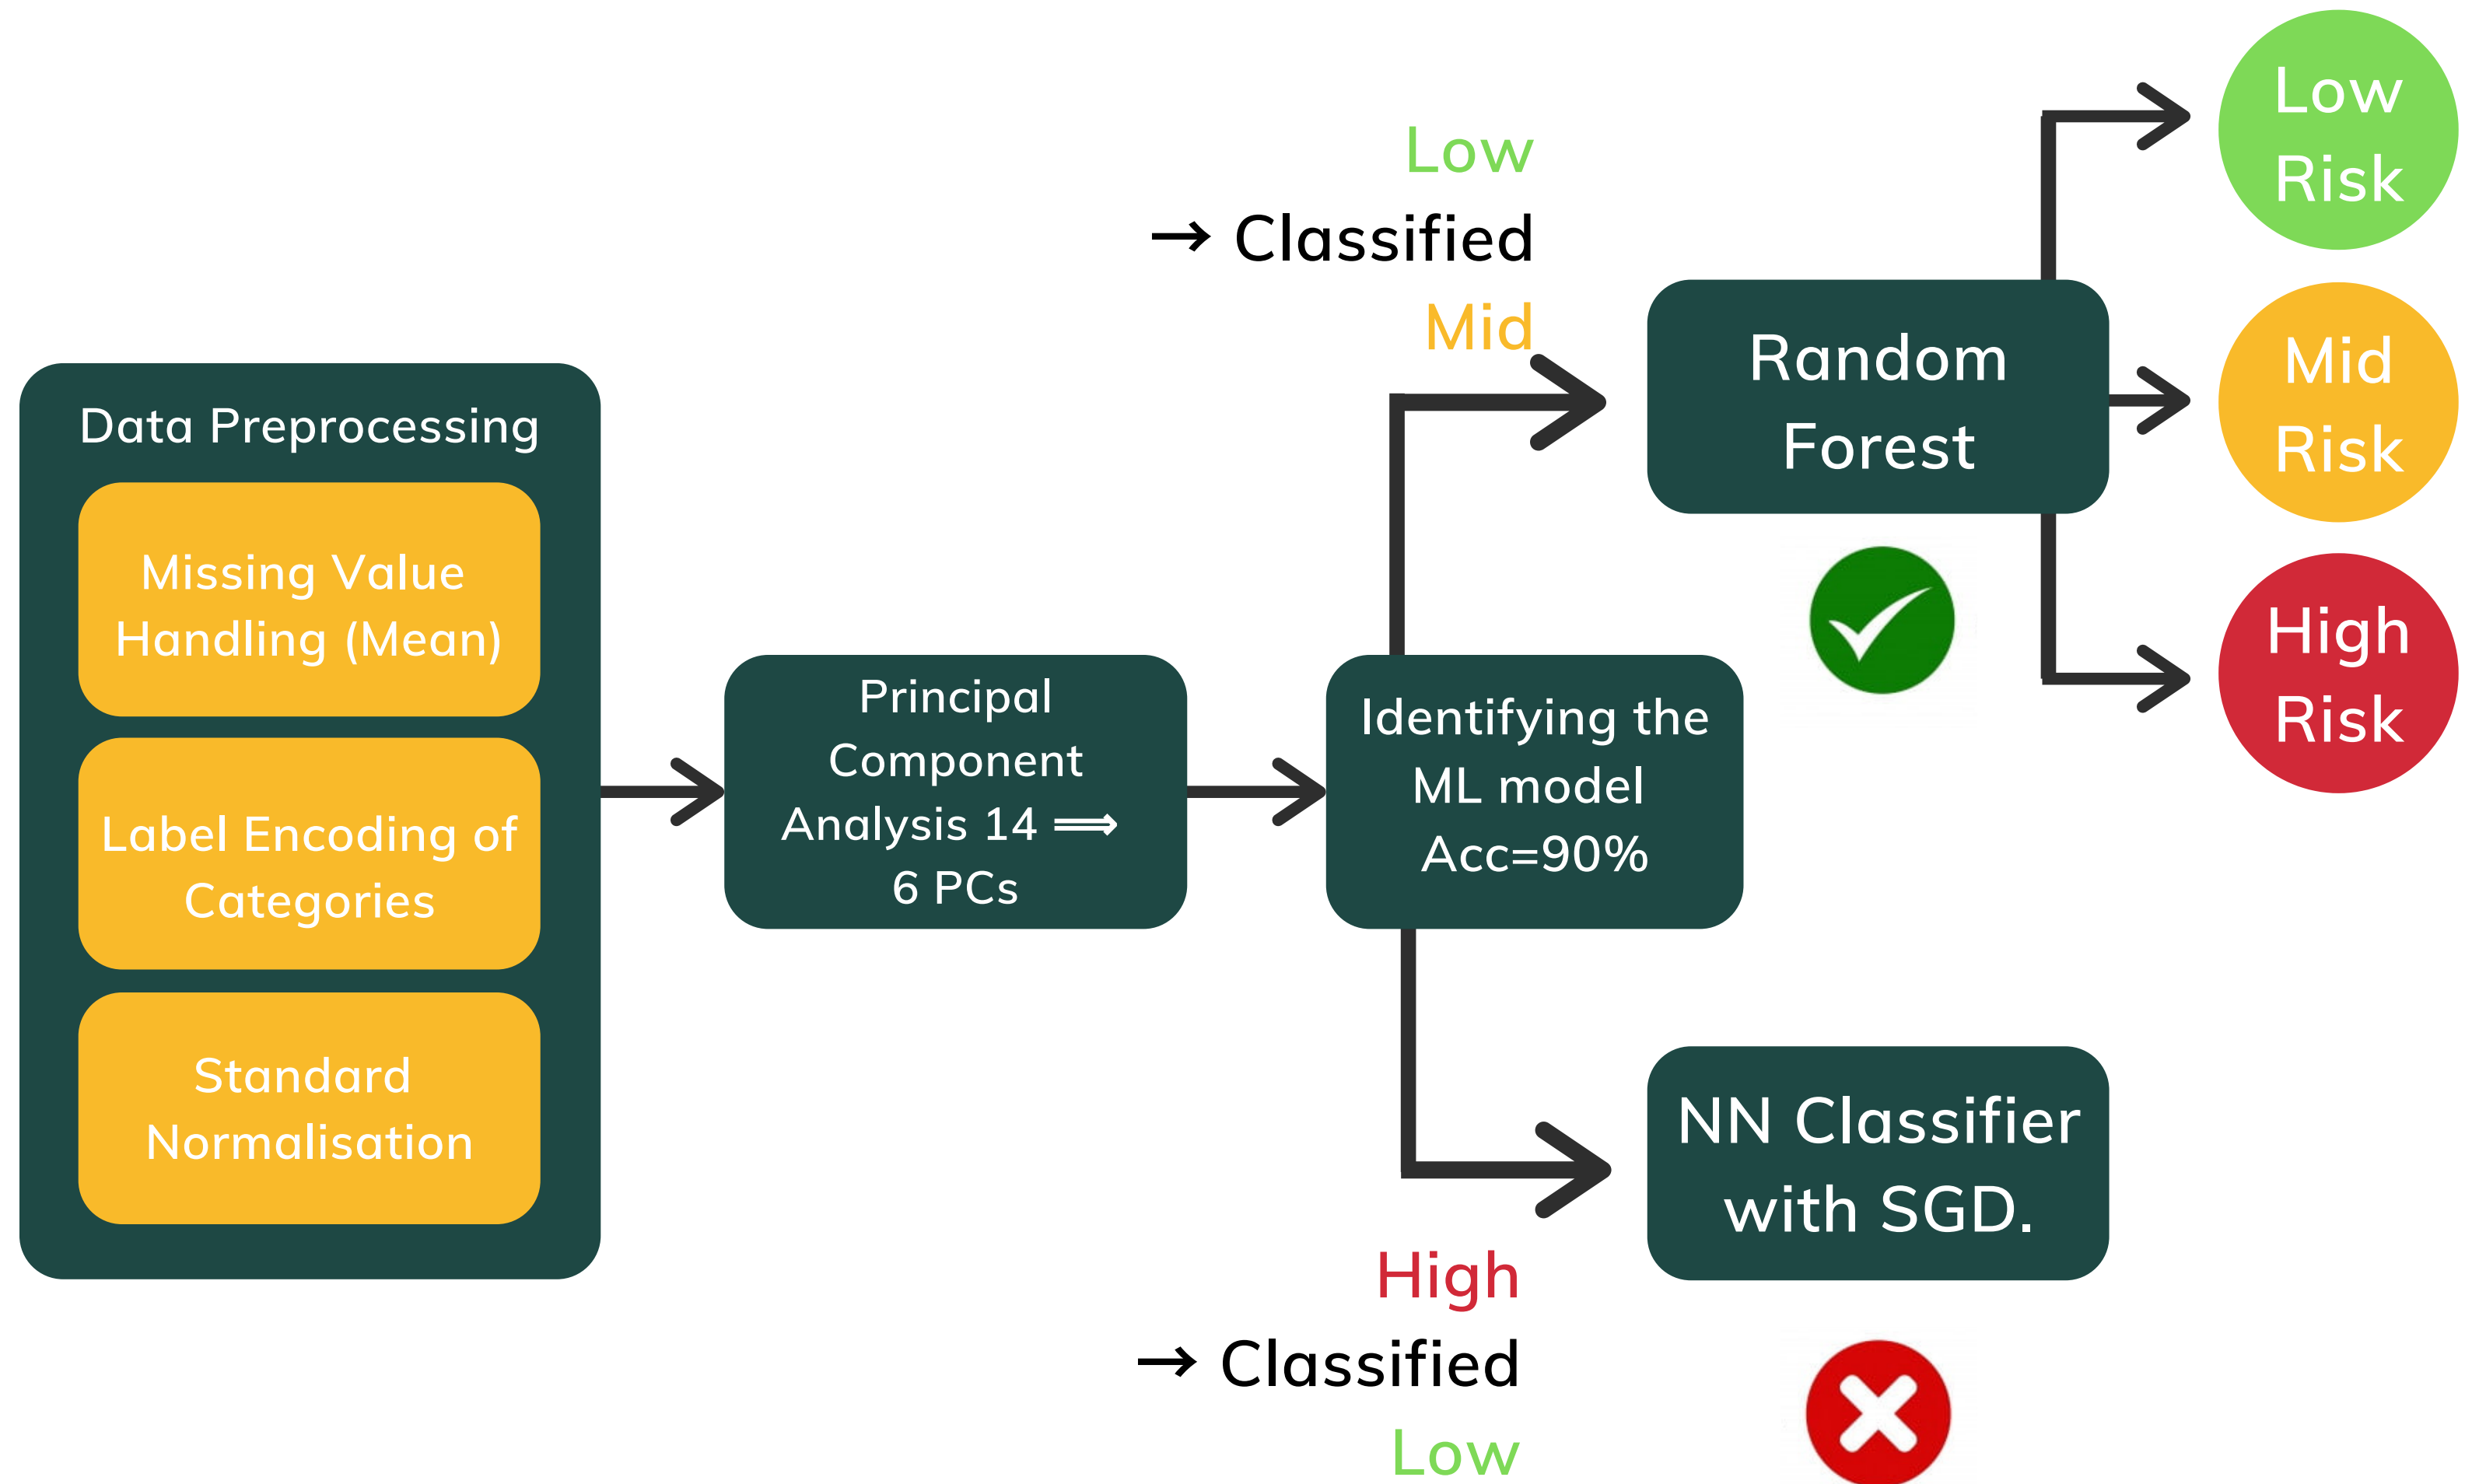 Data Preprocessing
Missing Value
Handling (Mean)
Label Encoding of
Categories
Standard
Normalisation
Principal
Component
Analysis 14 ⟹
6 PCs
Identifying the
ML model
Acc=90%
Low
→ Classified
Mid
Random
Forest
Low
Risk
Mid
Risk
High
Risk
High
→ Classified
Low
NN Classifier
with SGD.